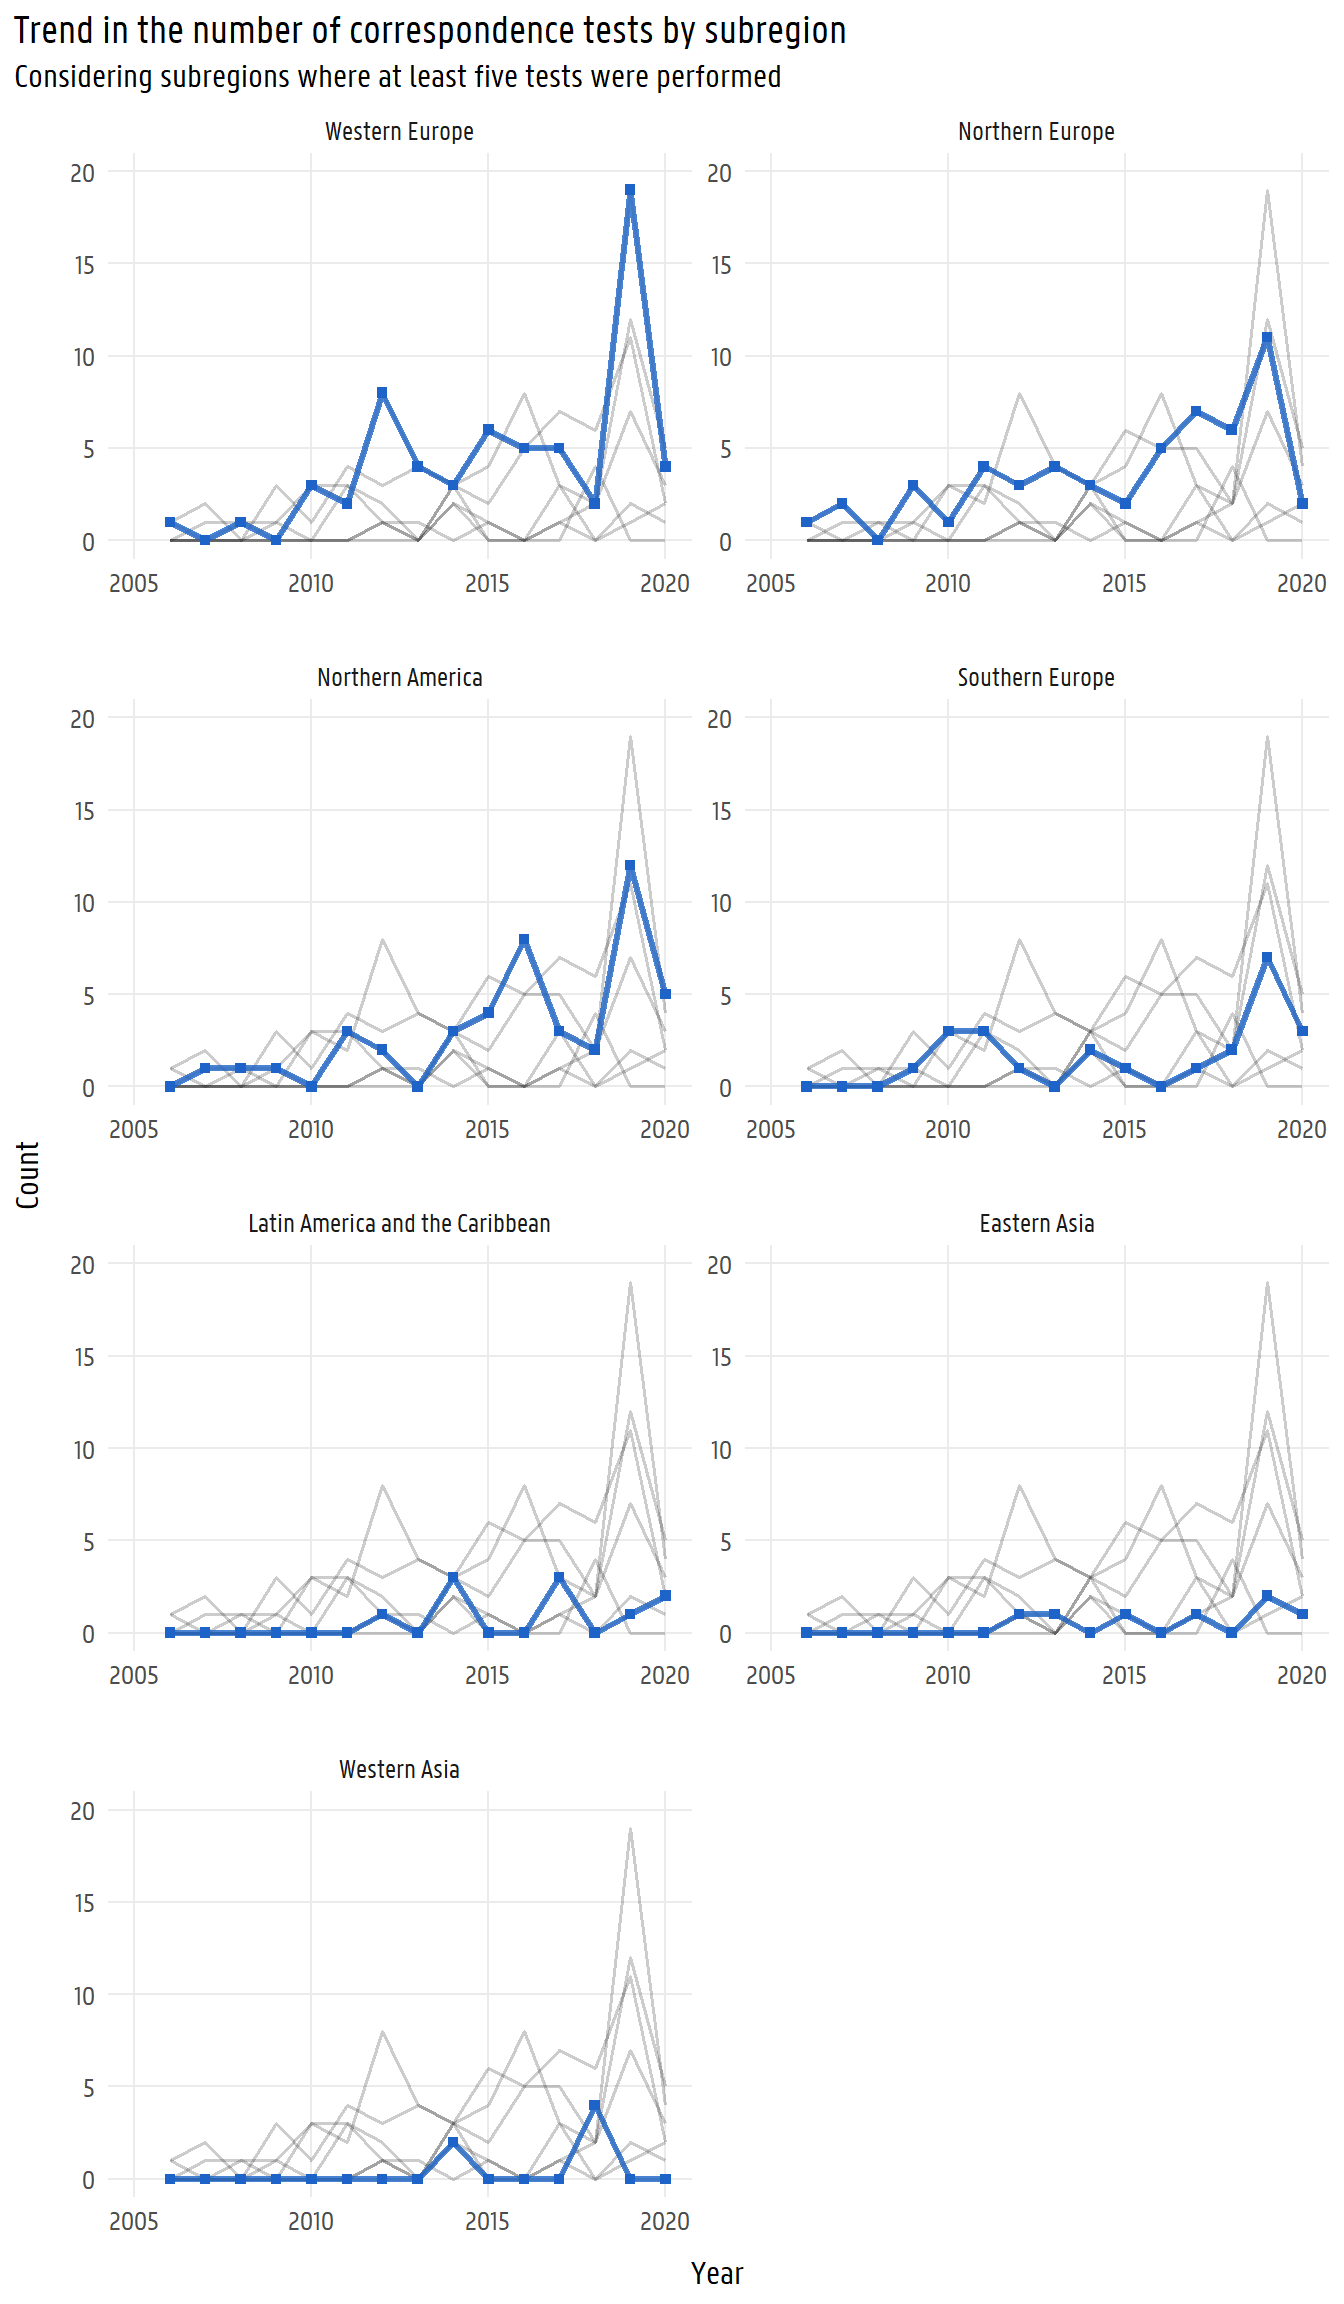 Trend in the number of correspondence tests by subregion
Considering subregions where at least five tests were performed
Western Europe
20
15
10
5
0
2005 2010 2015 2020
Northern Europe
20
15
10
5
0
2005 2010 2015 2020
Northern America
20
15
10
5
0
2005 2010 2015 2020
Southern Europe
20
15
10
5
0
2005 2010 2015 2020
Count
Latin America and the Caribbean
20
15
10
5
0
2005 2010 2015 2020
Eastern Asia
20
15
10
5
0
2005 2010 2015 2020
Western Asia
20
15
10
5
0
2005 2010 2015 2020
Year